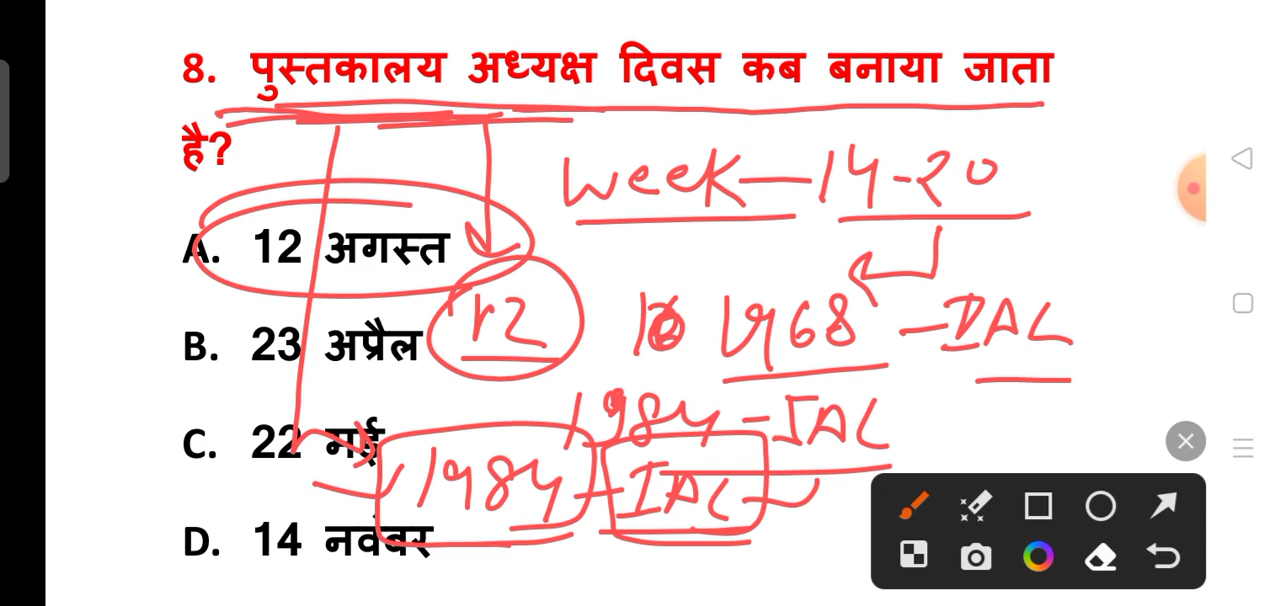 8. पुस्तकालय अध्यक्ष दिवस कब बनाया जाता
है?
Week—14-20
A. 12 अगस्त
12
1968 - IAL
B. 23 अप्रैल
1984 - IAL
C. 22 मई
1984 - IAL
D. 14 नवंबर